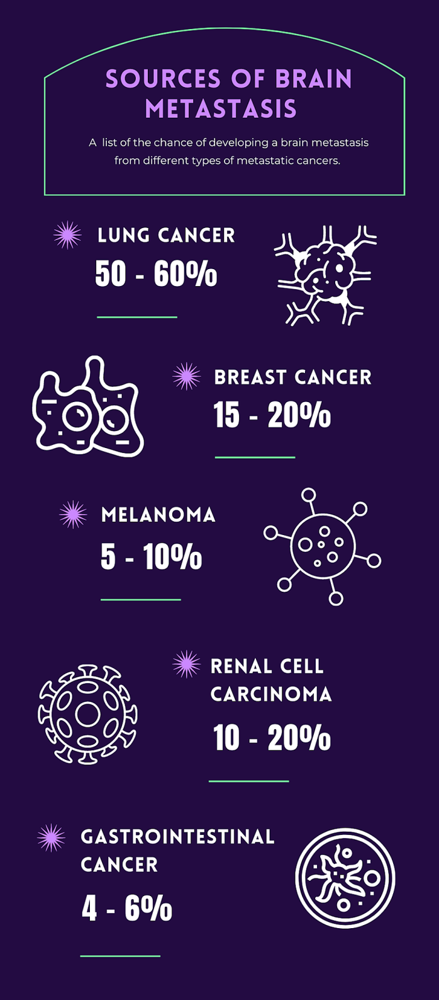 SOURCES OF BRAIN
METASTASIS
A list of the chance of developing a brain metastasis
from different types of metastatic cancers.
LUNG CANCER
50 - 60%
BREAST CANCER
15 - 20%
MELANOMA
5 - 10%
RENAL CELL
CARCINOMA
10 - 20%
GASTROINTESTINAL
CANCER
4 - 6%